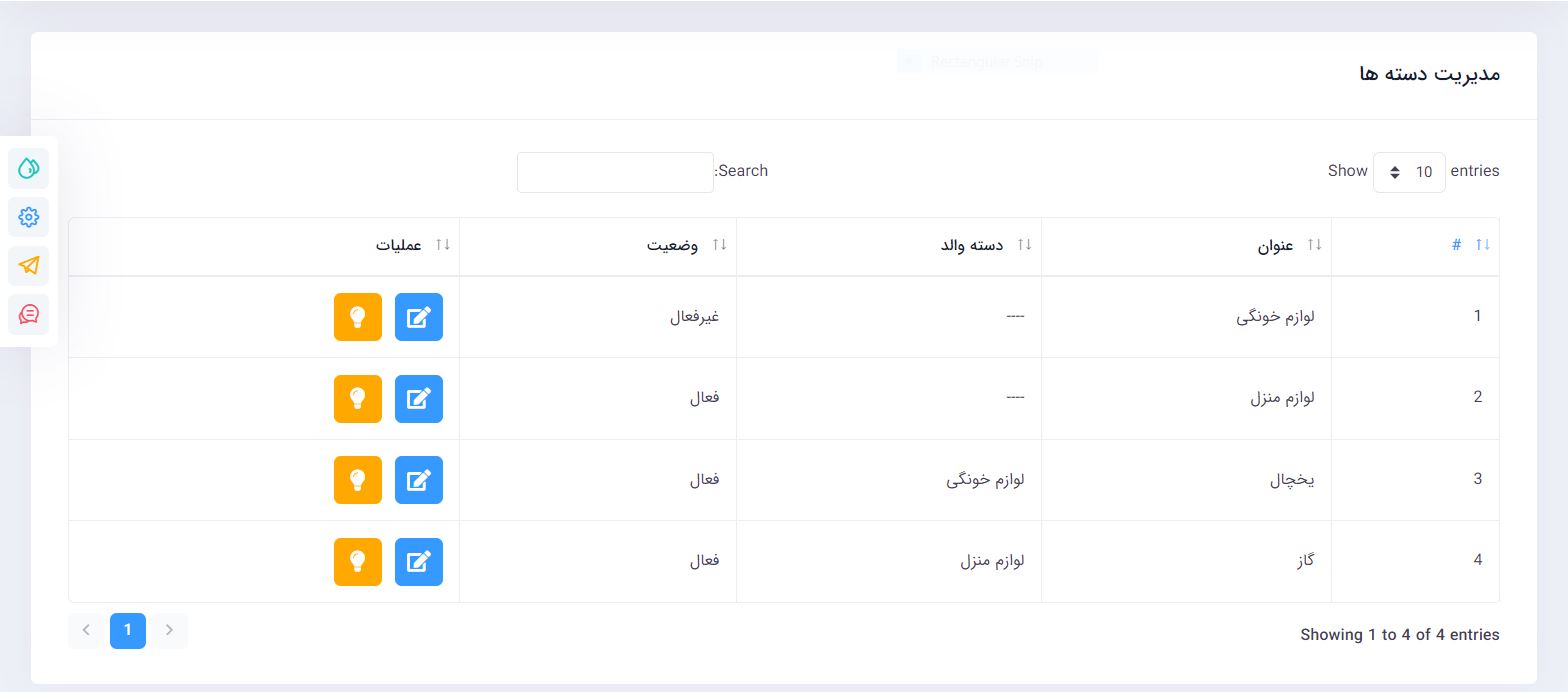 مدیریت دسته ها
Rectangular Snip
Show 10 entries
Search:
# عنوان دسته والد وضعیت عملیات
1 لوازم خونگی ---- غیرفعال
2 لوازم منزل ---- فعال
3 یخچال لوازم خونگی فعال
4 گاز لوازم منزل فعال
Showing 1 to 4 of 4 entries
1